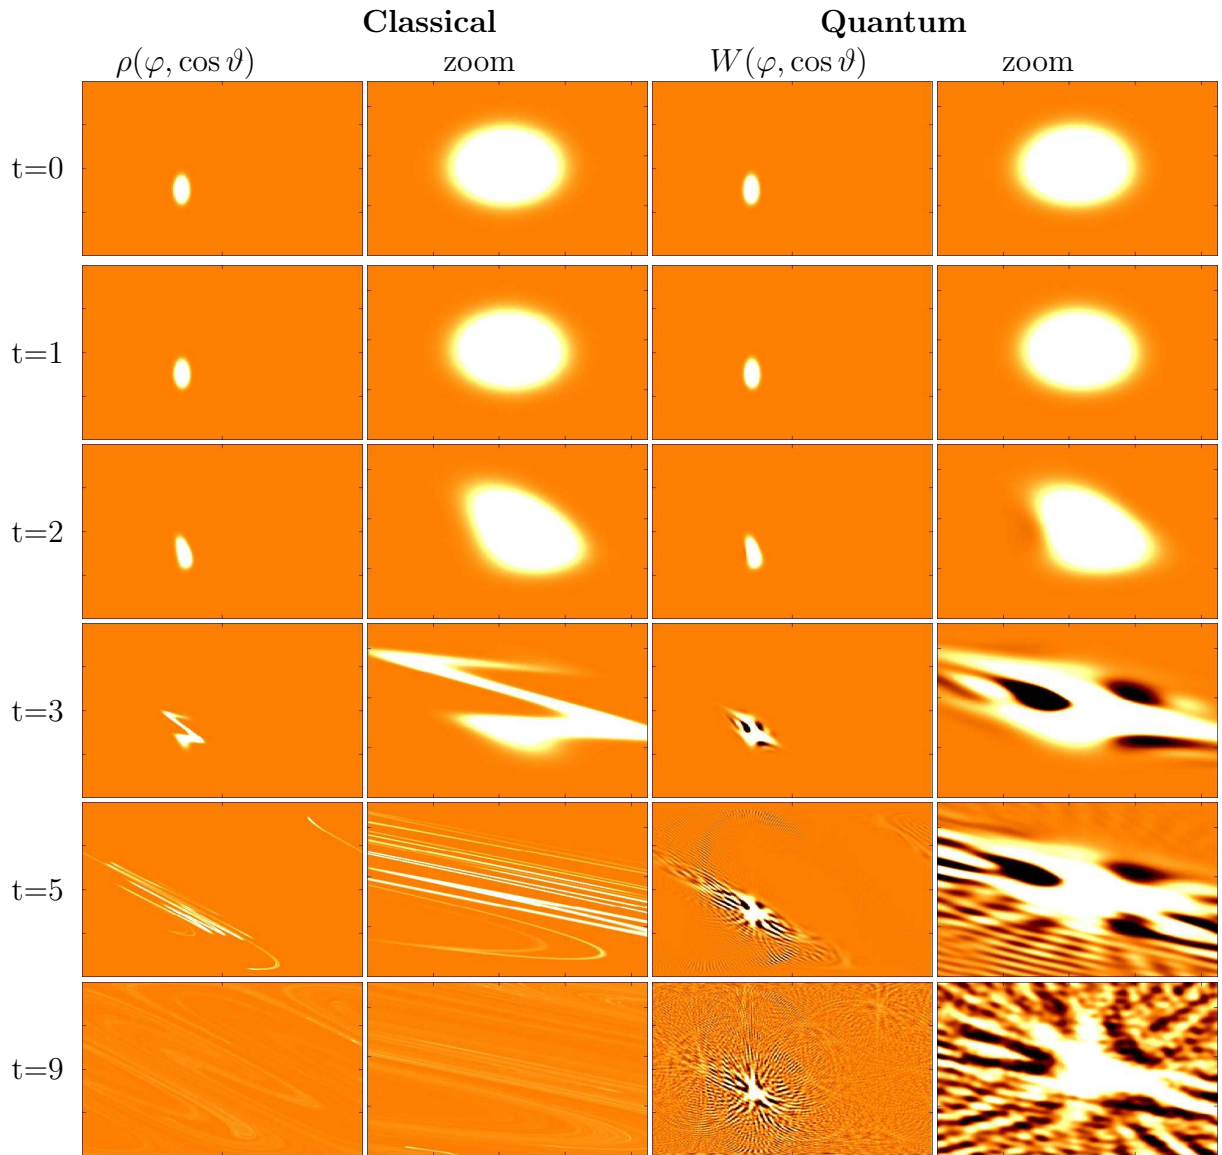 Classical Quantum
ρ(φ, cos ϑ) zoom W(φ, cos ϑ) zoom
t=0
t=1
t=2
t=3
t=5
t=9